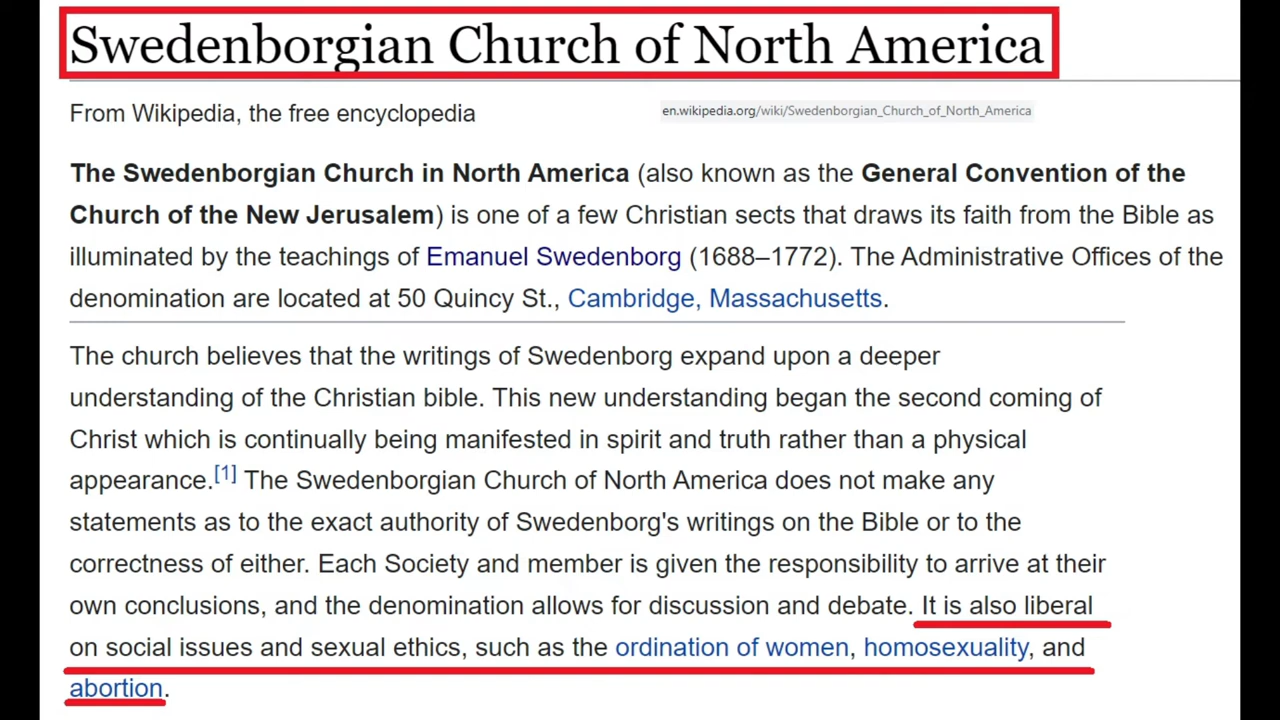 Swedenborgian Church of North America
From Wikipedia, the free encyclopedia
en.wikipedia.org/wiki/Swedenborgian_Church_of_North_America
The Swedenborgian Church in North America (also known as the General Convention of the
Church of the New Jerusalem) is one of a few Christian sects that draws its faith from the Bible as
illuminated by the teachings of Emanuel Swedenborg (1688–1772). The Administrative Offices of the
denomination are located at 50 Quincy St., Cambridge, Massachusetts.
The church believes that the writings of Swedenborg expand upon a deeper
understanding of the Christian bible. This new understanding began the second coming of
Christ which is continually being manifested in spirit and truth rather than a physical
appearance.[1] The Swedenborgian Church of North America does not make any
statements as to the exact authority of Swedenborg's writings on the Bible or to the
correctness of either. Each Society and member is given the responsibility to arrive at their
own conclusions, and the denomination allows for discussion and debate. It is also liberal
on social issues and sexual ethics, such as the ordination of women, homosexuality, and
abortion.